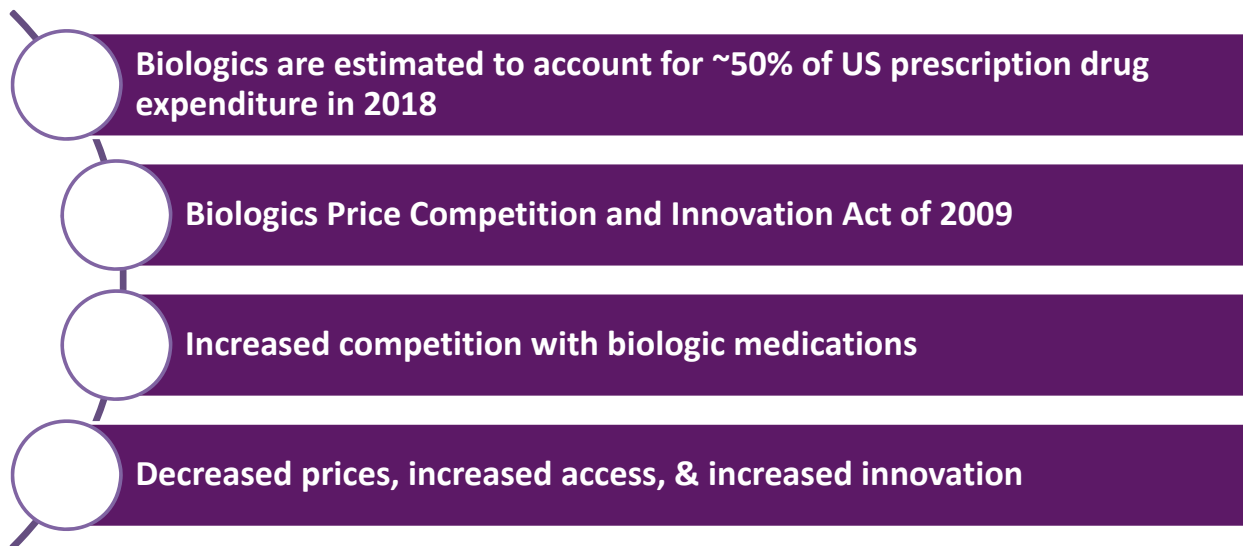 Biologics are estimated to account for ~50% of US prescription drug
expenditure in 2018
Biologics Price Competition and Innovation Act of 2009
Increased competition with biologic medications
Decreased prices, increased access, & increased innovation